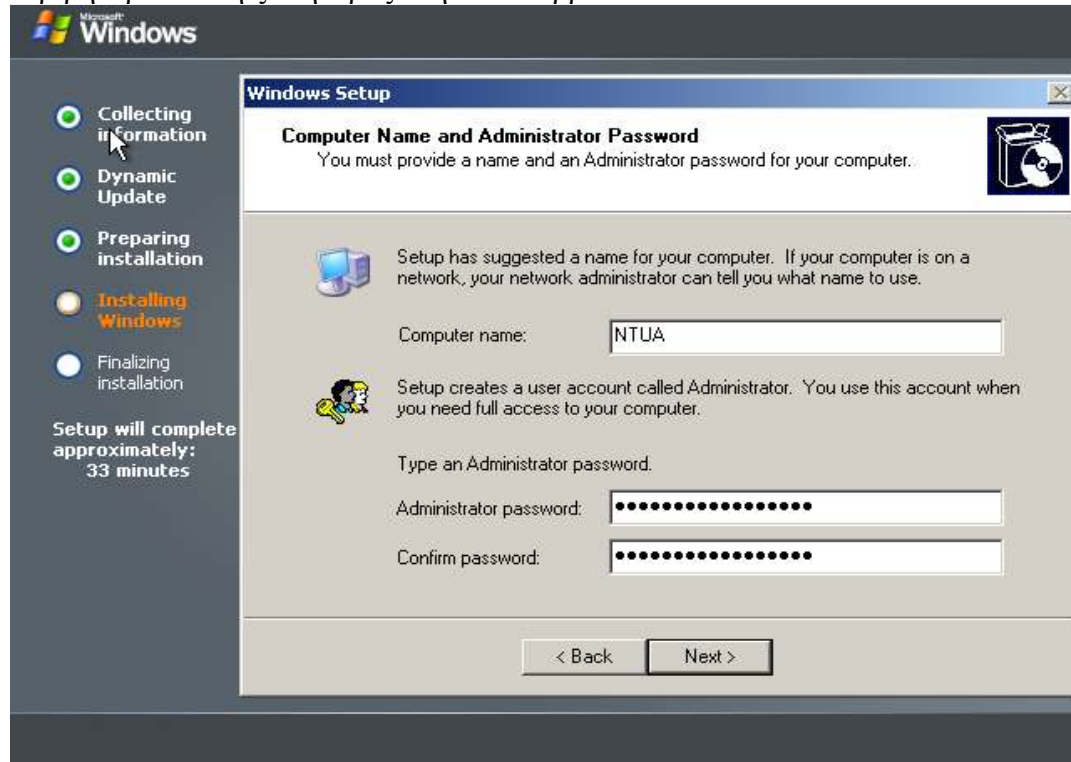 Microsoft
Windows
Collecting
information
Dynamic
Update
Preparing
installation
Installing
Windows
Finalizing
installation
Setup will complete
approximately:
33 minutes
Windows Setup
Computer Name and Administrator Password
You must provide a name and an Administrator password for your computer.
Setup has suggested a name for your computer. If your computer is on a
network, your network administrator can tell you what name to use.
Computer name: NTUA
Setup creates a user account called Administrator. You use this account when
you need full access to your computer.
Type an Administrator password.
Administrator password: •••••••••••••••••
Confirm password: •••••••••••••••••
< Back Next >